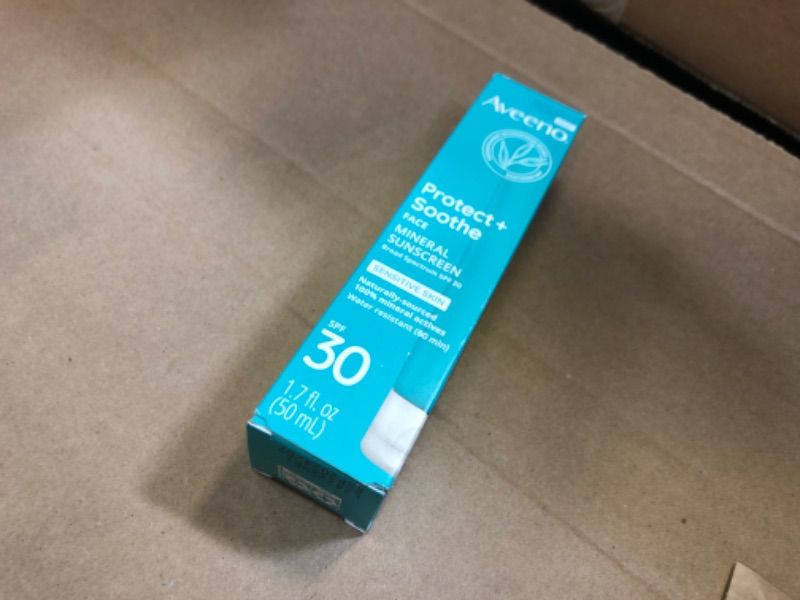 Aveeno
Protect +
Soothe
FACE
MINERAL
SUNSCREEN
Broad Spectrum SPF 30
SENSITIVE SKIN
Naturally-sourced
100% mineral actives
Water resistant (80 min)
SPF
30
1.7 fl. oz
(50 mL)